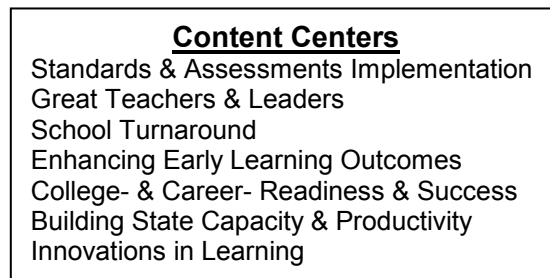 Content Centers
Standards & Assessments Implementation
Great Teachers & Leaders
School Turnaround
Enhancing Early Learning Outcomes
College- & Career- Readiness & Success
Building State Capacity & Productivity
Innovations in Learning